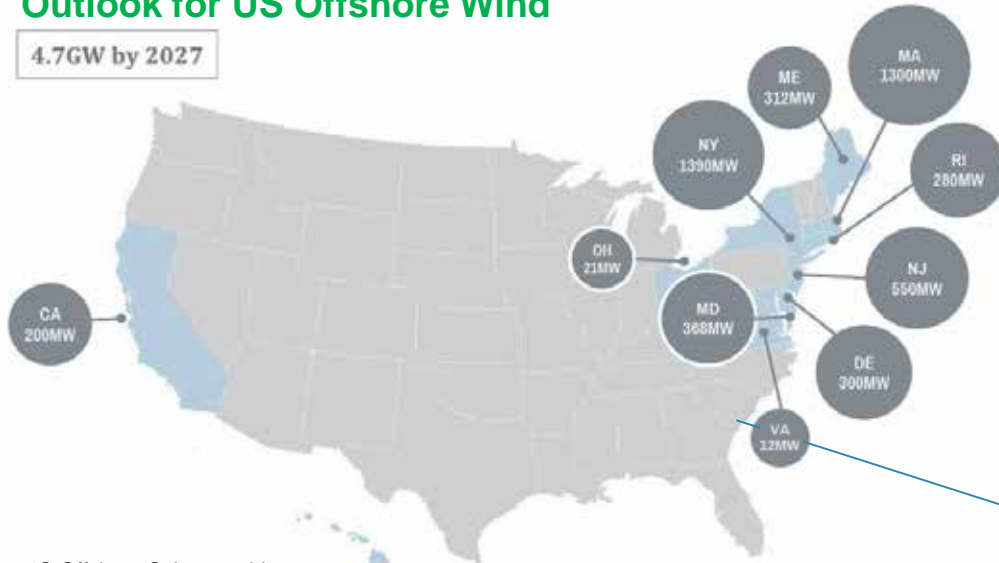 Outlook for US Offshore Wind
4.7GW by 2027
MA
1300MW
ME
312MW
NY
1390MW
RI
280MW
OH
21MW
NJ
550MW
CA
200MW
MD
368MW
DE
300MW
VA
12MW